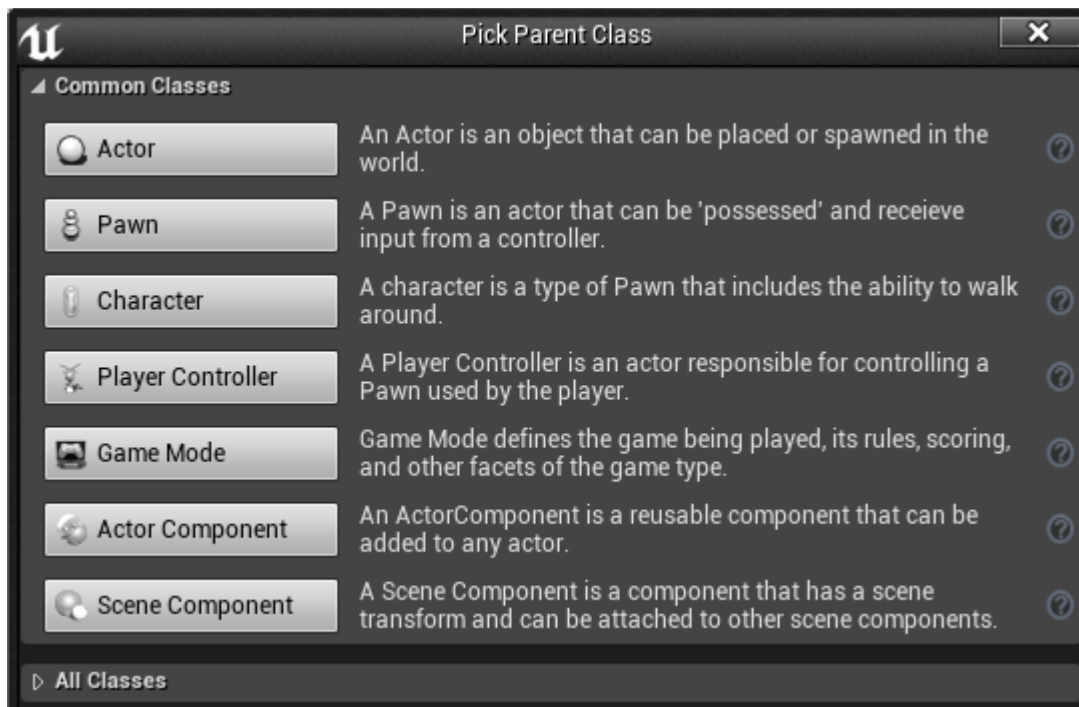 Pick Parent Class
Common Classes
Actor
An Actor is an object that can be placed or spawned in the
world.
Pawn
A Pawn is an actor that can be 'possessed' and receieve
input from a controller.
Character
A character is a type of Pawn that includes the ability to walk
around.
Player Controller
A Player Controller is an actor responsible for controlling a
Pawn used by the player.
Game Mode
Game Mode defines the game being played, its rules, scoring,
and other facets of the game type.
Actor Component
An ActorComponent is a reusable component that can be
added to any actor.
Scene Component
A Scene Component is a component that has a scene
transform and can be attached to other scene components.
All Classes